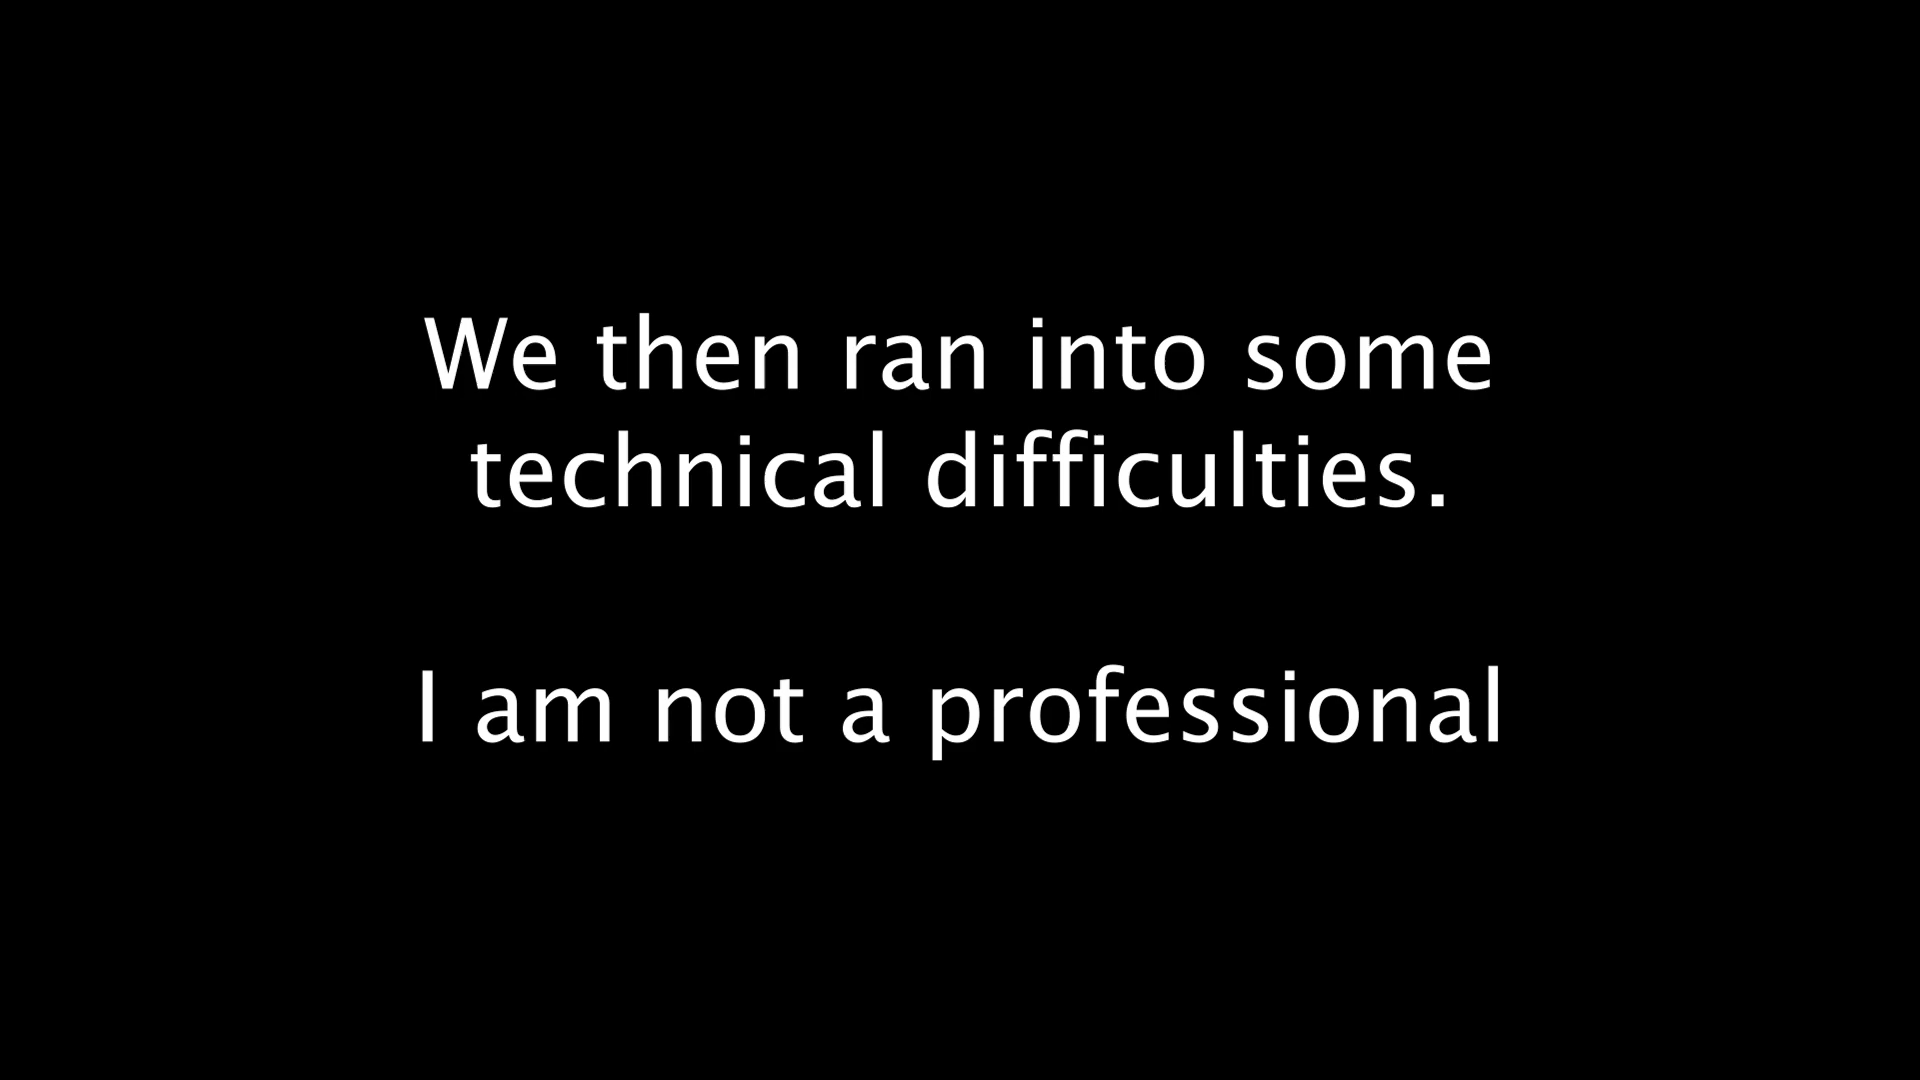 We then ran into some
technical difficulties.
I am not a professional